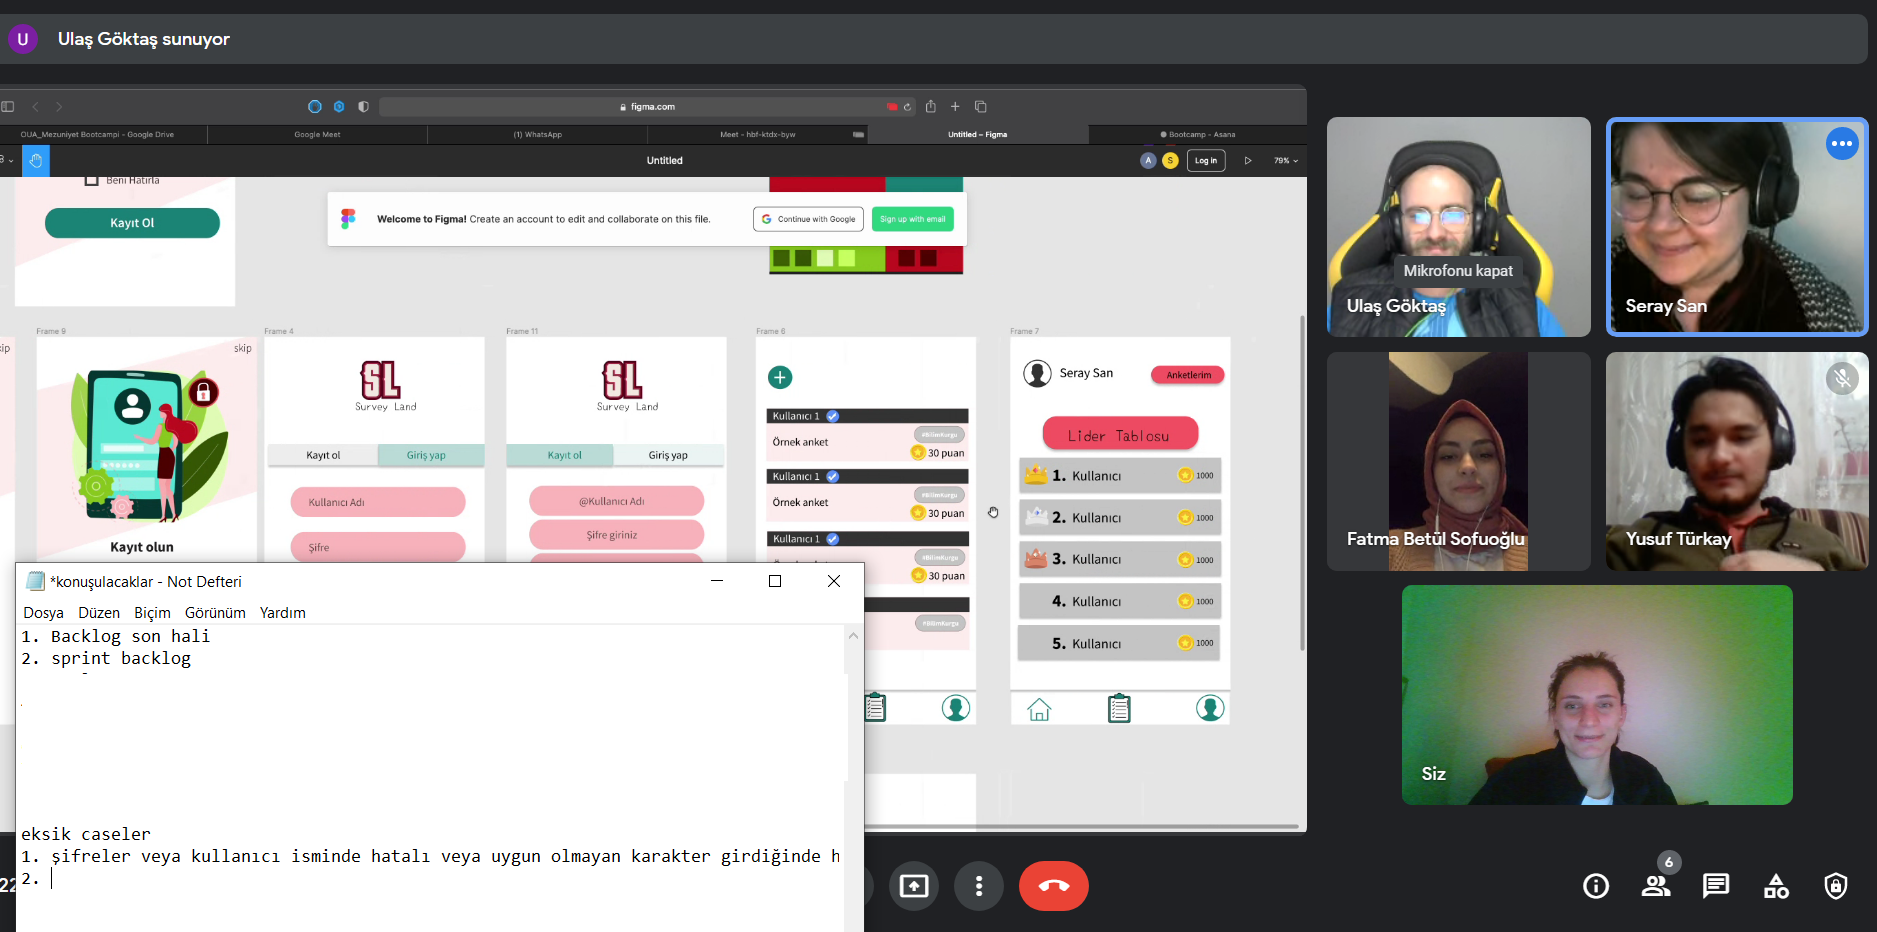 U
Ulaş Göktaş sunuyor
figma.com
OUA_Mezuniyet Bootcampi - Google Drive
Google Meet
(1) WhatsApp
Meet - hbf-ktdx-byw
Untitled – Figma
Bootcamp - Asana
Untitled
A
S
Log in
79%
Beni Hatırla
Kayıt Ol
Welcome to Figma! Create an account to edit and collaborate on this file.
Continue with Google
Sign up with email
Frame 9
Frame 4
Frame 11
Frame 6
Frame 7
skip
Kayıt olun
SL
Survey Land
Kayıt ol
Giriş yap
Kullanıcı Adı
Şifre
SL
Survey Land
Kayıt ol
Giriş yap
@Kullanıcı Adı
Şifre giriniz
Kullanıcı 1
#BilimKurgu
Örnek anket
30 puan
Kullanıcı 1
#BilimKurgu
Örnek anket
30 puan
Kullanıcı 1
#BilimKurgu
30 puan
#BilimKurgu
Seray San
Anketlerim
Lider Tablosu
1. Kullanıcı 1000
2. Kullanıcı 1000
3. Kullanıcı 1000
4. Kullanıcı 1000
5. Kullanıcı 1000
*konuşulacaklar - Not Defteri
Dosya Düzen Biçim Görünüm Yardım
1. Backlog son hali
2. sprint backlog
eksik caseler
1. şifreler veya kullanıcı isminde hatalı veya uygun olmayan karakter girdiğinde h
2.
Mikrofonu kapat
Ulaş Göktaş
Seray San
Fatma Betül Sofuoğlu
Yusuf Türkay
Siz
6